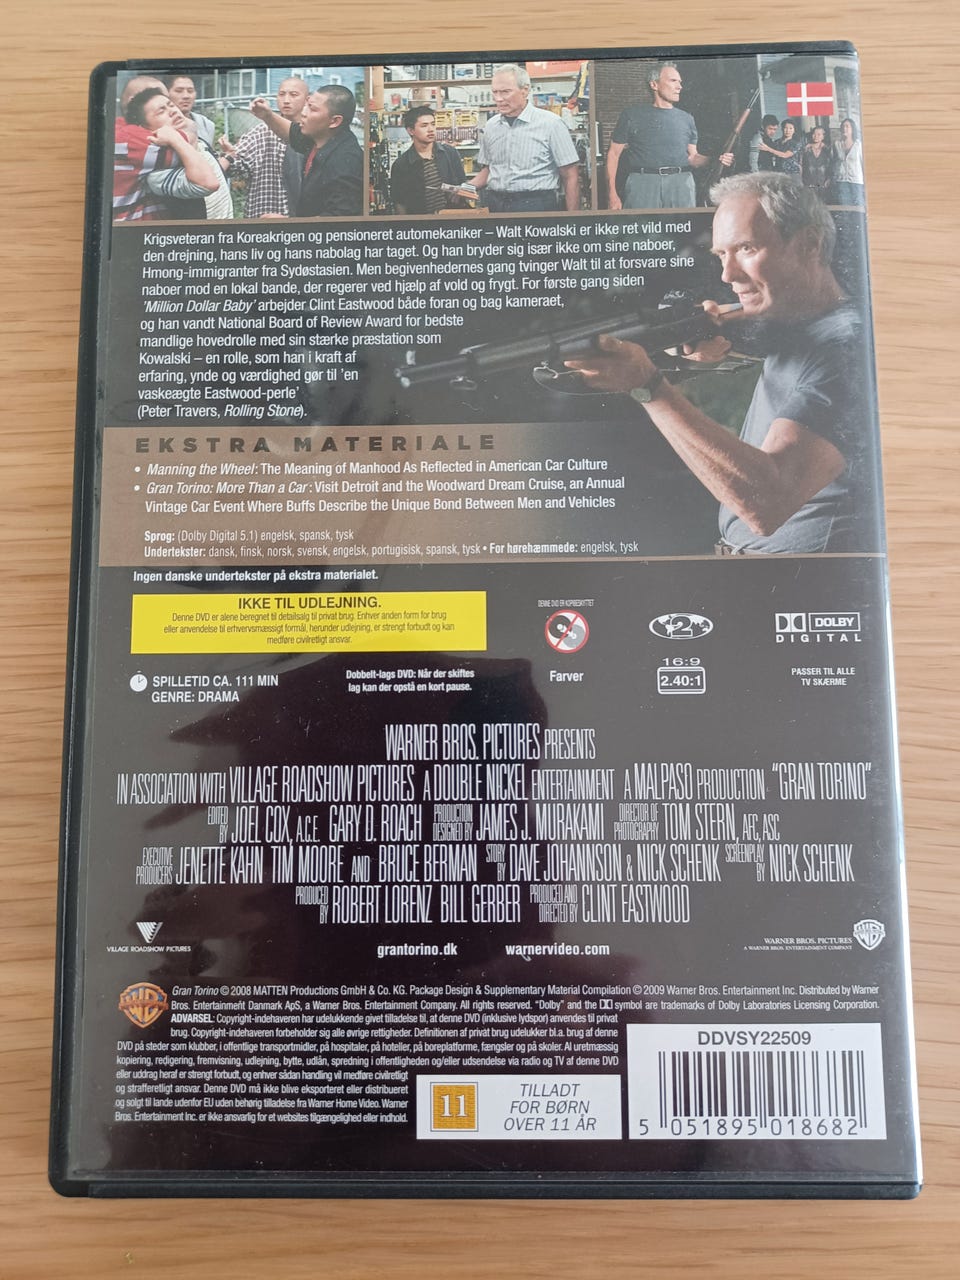 Krigsveteran fra Koreakrigen og pensioneret automekaniker – Walt Kowalski er ikke ret vild med
den drejning, hans liv og hans nabolag har taget. Og han bryder sig især ikke om sine naboer,
Hmong-immigranter fra Sydøstasien. Men begivenhedernes gang tvinger Walt til at forsvare sine
naboer mod en lokal bande, der regerer ved hjælp af vold og frygt. For første gang siden
'Million Dollar Baby' arbejder Clint Eastwood både foran og bag kameraet,
og han vandt National Board of Review Award for bedste
mandlige hovedrolle med sin stærke præstation som
Kowalski – en rolle, som han i kraft af
erfaring, ynde og værdighed gør til 'en
vaskeægte Eastwood-perle'
(Peter Travers, Rolling Stone).
EKSTRA MATERIALE
• Manning the Wheel: The Meaning of Manhood As Reflected in American Car Culture
• Gran Torino: More Than a Car: Visit Detroit and the Woodward Dream Cruise, an Annual
Vintage Car Event Where Buffs Describe the Unique Bond Between Men and Vehicles
Sprog: (Dolby Digital 5.1) engelsk, spansk, tysk
Undertekster: dansk, finsk, norsk, svensk, engelsk, portugisisk, spansk, tysk • For hørehæmmede: engelsk, tysk
Ingen danske undertekster på ekstra materialet.
IKKE TIL UDLEJNING.
Denne DVD er alene beregnet til detailsalg til privat brug. Enhver anden form for brug
eller anvendelse til erhvervsmæssigt formål, herunder udlejning, er strengt forbudt og kan
medføre civilretligt ansvar.
DENNE DVD ER KOPIBESKYTTET
2
DOLBY
DIGITAL
SPILLETID CA. 111 MIN
GENRE: DRAMA
Dobbelt-lags DVD: Når der skiftes
lag kan der opstå en kort pause.
Farver
16:9
2.40:1
PASSER TIL ALLE
TV SKÆRME
WARNER BROS. PICTURES PRESENTS
IN ASSOCIATION WITH VILLAGE ROADSHOW PICTURES A DOUBLE NICKEL ENTERTAINMENT A MALPASO PRODUCTION "GRAN TORINO"
EDITED BY JOEL COX, A.C.E. GARY D. ROACH PRODUCTION DESIGNED BY JAMES J. MURAKAMI DIRECTOR OF PHOTOGRAPHY TOM STERN, AFC, ASC
EXECUTIVE PRODUCERS JENETTE KAHN TIM MOORE AND BRUCE BERMAN STORY BY DAVE JOHANNSON & NICK SCHENK SCREENPLAY BY NICK SCHENK
PRODUCED BY ROBERT LORENZ BILL GERBER PRODUCED AND DIRECTED BY CLINT EASTWOOD
VILLAGE ROADSHOW PICTURES
grantorino.dk
warnervideo.com
WARNER BROS. PICTURES
A WARNER BROS. ENTERTAINMENT COMPANY
WB
WB
Gran Torino © 2008 MATTEN Productions GmbH & Co. KG. Package Design & Supplementary Material Compilation © 2009 Warner Bros. Entertainment Inc. Distributed by Warner
Bros. Entertainment Danmark ApS, a Warner Bros. Entertainment Company. All rights reserved. "Dolby" and the symbol are trademarks of Dolby Laboratories Licensing Corporation.
ADVARSEL: Copyright-indehaveren har udelukkende givet tilladelse til, at denne DVD (inklusive lydspor) anvendes til privat
brug. Copyright-indehaveren forbeholder sig alle øvrige rettigheder. Definitionen af privat brug udelukker bl.a. brug af denne
DVD på steder som klubber, i offentlige transportmidler, på hospitaler, på hoteller, på boreplatforme, fængsler og på skoler. Al uretmæssig
kopiering, redigering, fremvisning, udlejning, bytte, udlån, spredning i offentligheden og/eller udsendelse via radio og TV af denne DVD
eller uddrag heraf er strengt forbudt, og enhver sådan handling vil medføre civilretligt
og strafferetligt ansvar. Denne DVD må ikke blive eksporteret eller distribueret
og solgt til lande udenfor EU uden behørig tilladelse fra Warner Home Video. Warner
Bros. Entertainment Inc. er ikke ansvarlig for et websites tilgængelighed eller indhold.
11
TILLADT
FOR BØRN
OVER 11 ÅR
DDVSY22509
5 051895 018682